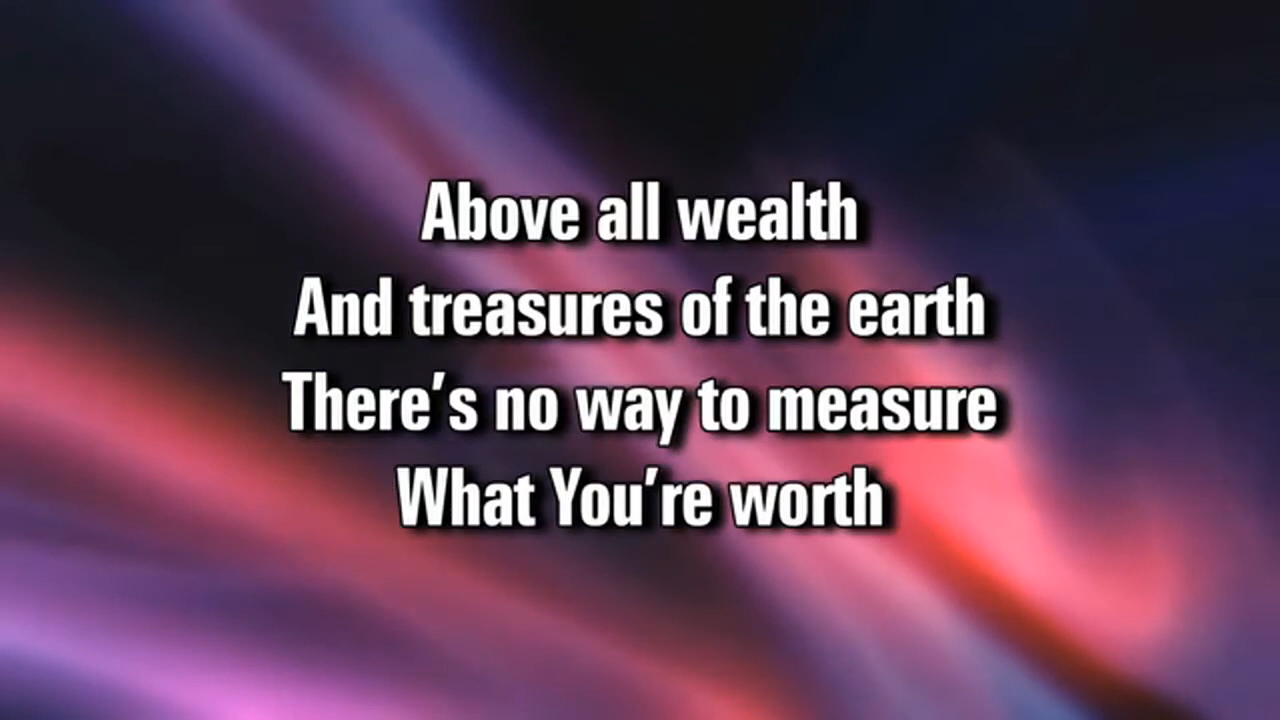 Above all wealth
And treasures of the earth
There's no way to measure
What You're worth